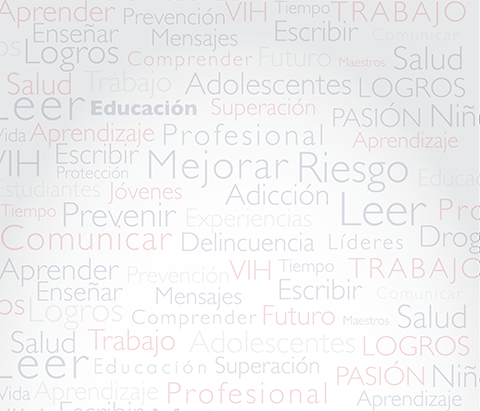 Aprender Prevención VIH Tiempo TRABAJO
Enseñar Mensajes Escribir Comunicar
Logros Comprender Futuro Maestros Salud
Salud Trabajo Adolescentes LOGROS
Leer Educación Superación PASIÓN Niñ
Vida Aprendizaje Profesional Aprendizaje
VIH Escribir Mejorar Riesgo Educa
Estudiantes Protección Jóvenes Adicción Leer Pro
Tiempo Prevenir Experiencias
Comunicar Delincuencia Líderes Drog
Aprender Prevención VIH Tiempo TRABAJO
Enseñar Mensajes Escribir Comunicar
os Logros Comprender Futuro Maestros Salud
Salud Trabajo Adolescentes LOGROS
Leer Educación Superación PASIÓN Niñ
Vida Aprendizaje Profesional Aprendizaje
Escribir